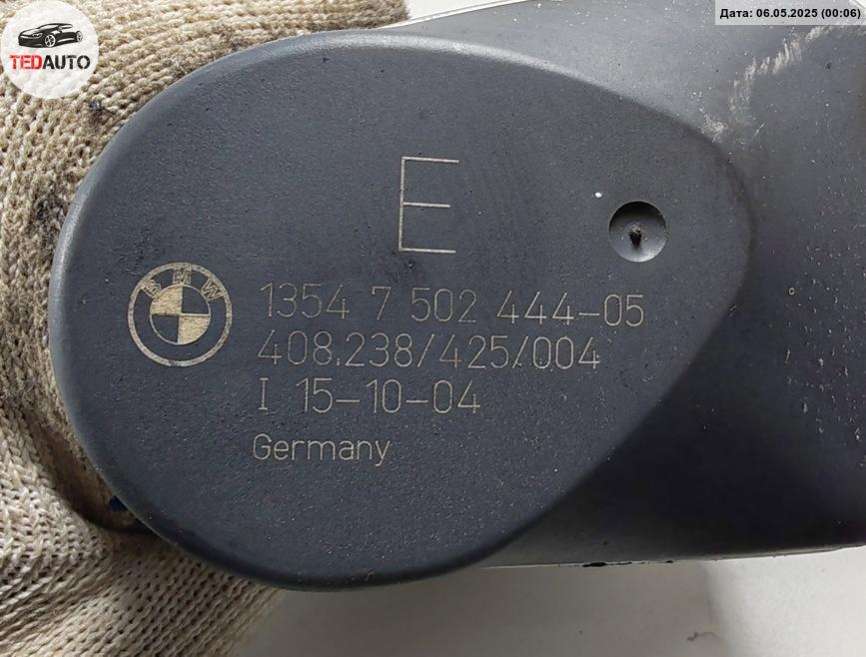 Дата: 06.05.2025 (00:06)
TEDAUTO
E
BMW
1354 7 502 444-05
408.238/425/004
I 15-10-04
Germany